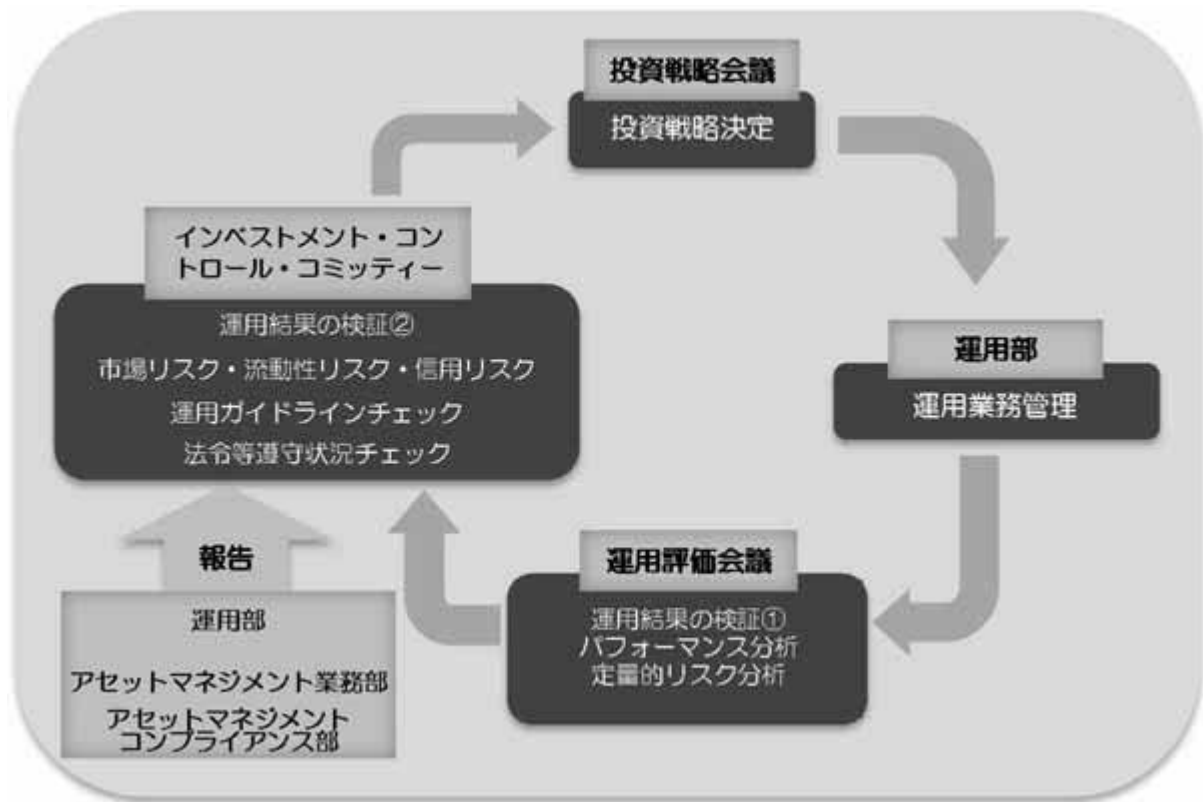 投資戦略会議
投資戦略決定
インベストメント・コン
トロール・コミッティー
運用結果の検証②
市場リスク・流動性リスク・信用リスク
運用ガイドラインチェック
法令等遵守状況チェック
運用部
運用業務管理
運用評価会議
運用結果の検証①
パフォーマンス分析
定量的リスク分析
報告
運用部
アセットマネジメント業務部
アセットマネジメント
コンプライアンス部